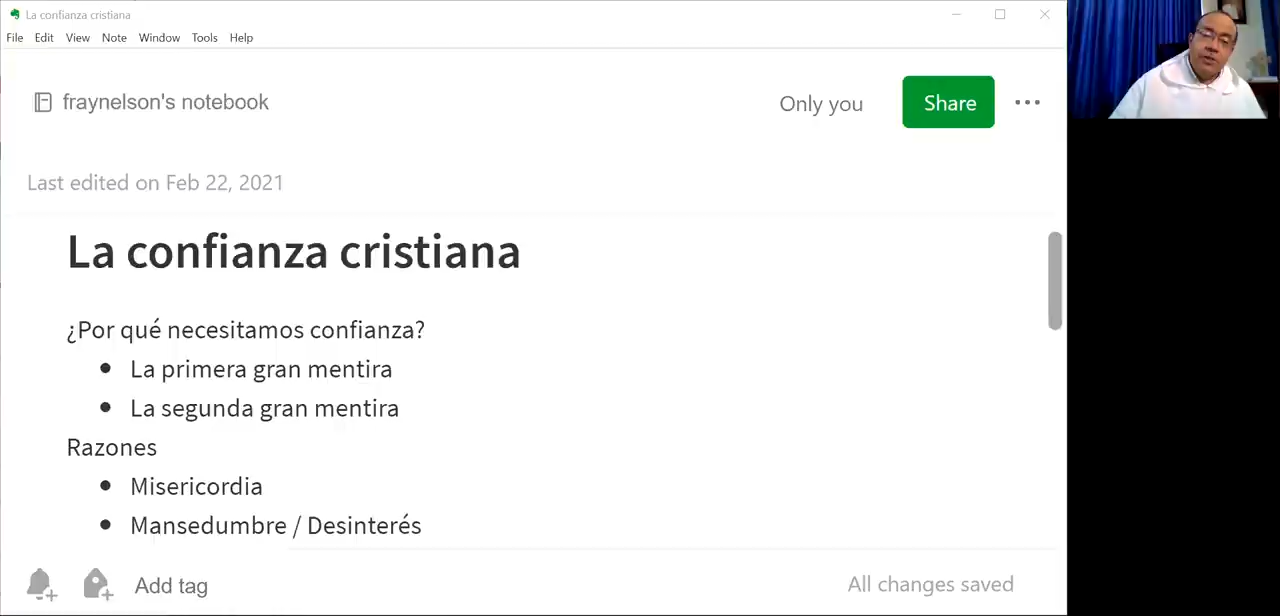 La confianza cristiana
File Edit View Note Window Tools Help
fraynelson's notebook
Only you
Share
Last edited on Feb 22, 2021
La confianza cristiana
¿Por qué necesitamos confianza?
La primera gran mentira
La segunda gran mentira
Razones
Misericordia
Mansedumbre / Desinterés
Add tag
All changes saved